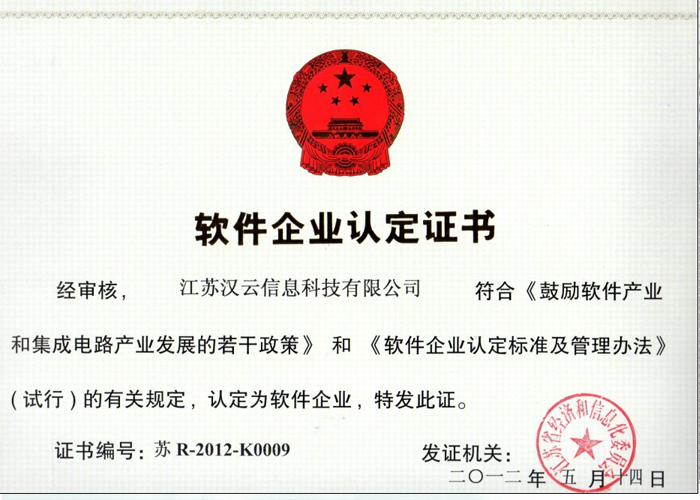 软件企业认定证书
经审核， 江苏汉云信息科技有限公司 符合《鼓励软件产业
和集成电路产业发展的若干政策》 和 《软件企业认定标准及管理办法》
(试行)的有关规定，认定为软件企业，特发此证。
证书编号：苏 R-2012-K0009
发证机关：
江苏省经济和信息化委员会
二〇一二 年 五 月 十四 日